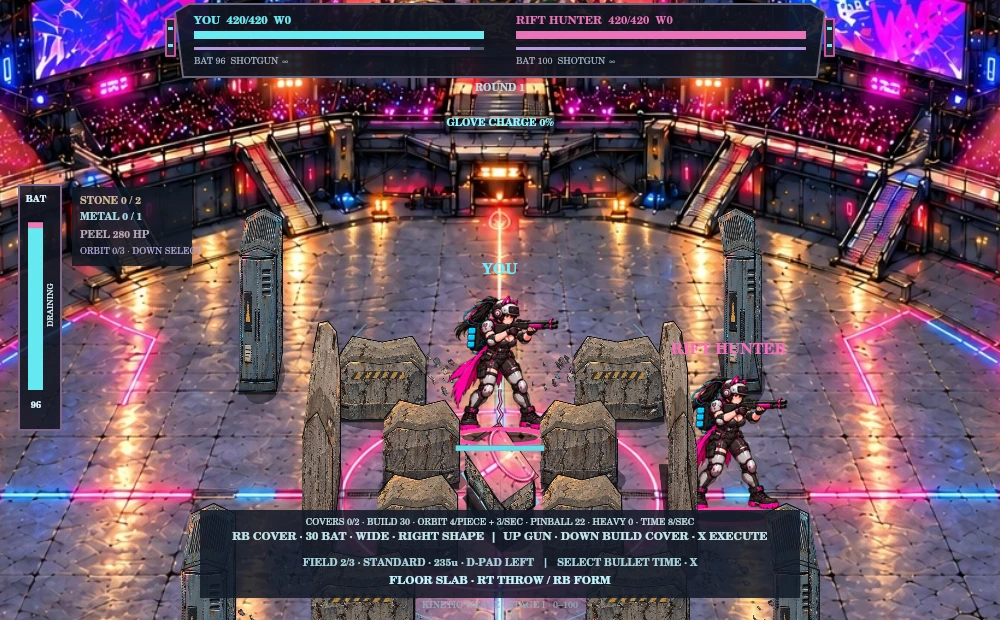 YOU 420/420 W0
RIFT HUNTER 420/420 W0
BAT 96 SHOTGUN ∞
BAT 100 SHOTGUN ∞
ROUND 1
GLOVE CHARGE 0%
BAT
STONE 0 / 2
METAL 0 / 1
PEEL 280 HP
ORBIT 0/3 · DOWN SELEC
DRAINING
96
YOU
RIFT HUNTER
COVERS 0/2 · BUILD 30 · ORBIT 4/PIECE + 3/SEC · PINBALL 22 · HEAVY 0 · TIME 8/SEC
RB COVER · 30 BAT · WIDE · RIGHT SHAPE | UP GUN · DOWN BUILD COVER · X EXECUTE
FIELD 2/3 · STANDARD · 235u · D-PAD LEFT | SELECT BULLET TIME · X
FLOOR SLAB · RT THROW / RB FORM
KINETIC 0–100